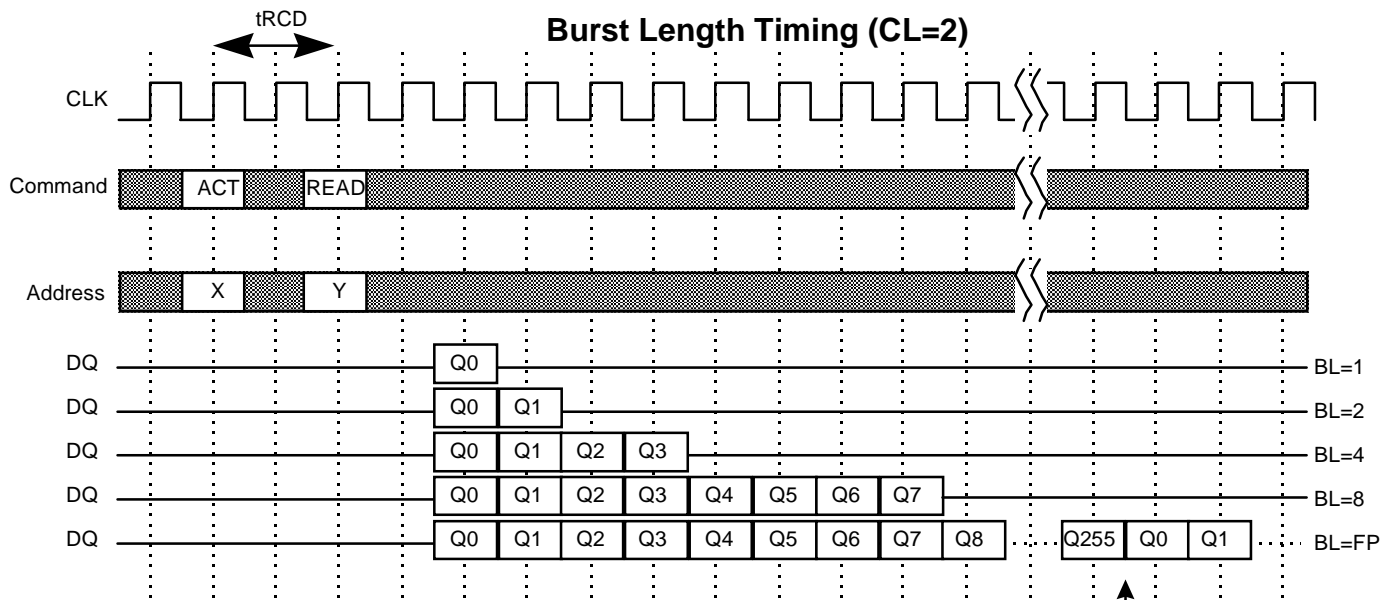 tRCD
Burst Length Timing (CL=2)
CLK
Command ACT READ
Address X Y
DQ Q0 BL=1
DQ Q0 Q1 BL=2
DQ Q0 Q1 Q2 Q3 BL=4
DQ Q0 Q1 Q2 Q3 Q4 Q5 Q6 Q7 BL=8
DQ Q0 Q1 Q2 Q3 Q4 Q5 Q6 Q7 Q8 Q255 Q0 Q1 BL=FP